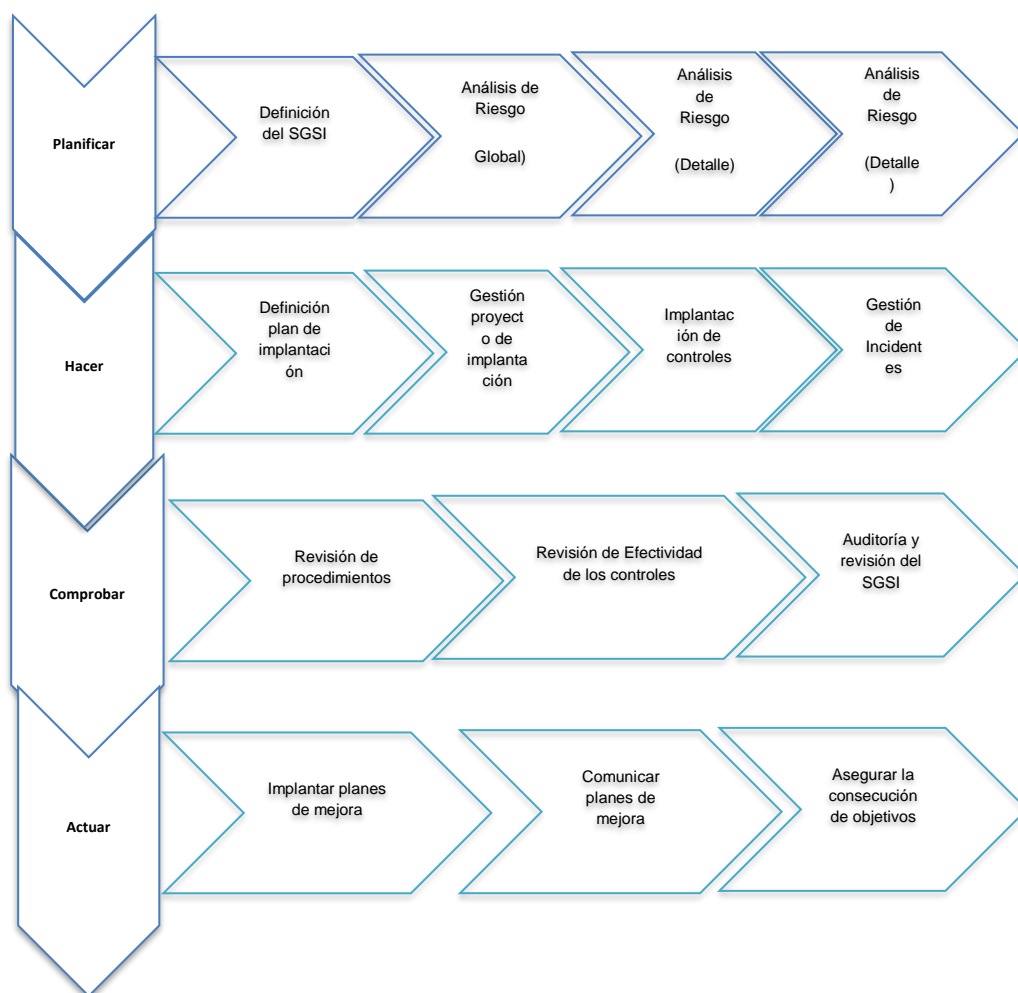 Planificar
Definición
del SGSI
Análisis de
Riesgo
Global)
Análisis
de
Riesgo
(Detalle)
Análisis
de
Riesgo
(Detalle
)
Hacer
Definición
plan de
implantaci
ón
Gestión
proyect
o de
implanta
ción
Implantac
ión de
controles
Gestión
de
Incident
es
Comprobar
Revisión de
procedimientos
Revisión de Efectividad
de los controles
Auditoría y
revisión del
SGSI
Actuar
Implantar planes
de mejora
Comunicar
planes de
mejora
Asegurar la
consecución
de objetivos